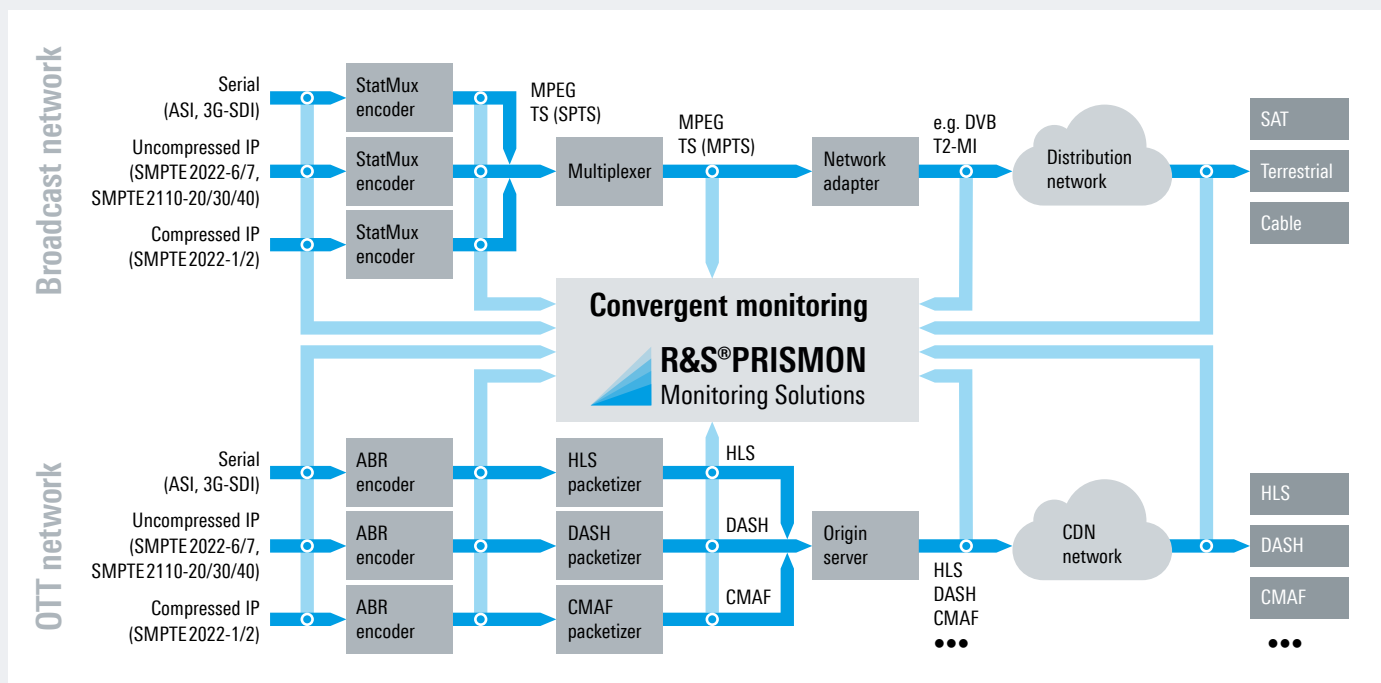 Broadcast network
Serial
(ASI, 3G-SDI)
StatMux
encoder
MPEG
TS (SPTS)
Uncompressed IP
(SMPTE 2022-6/7,
SMPTE 2110-20/30/40)
StatMux
encoder
Compressed IP
(SMPTE 2022-1/2)
StatMux
encoder
Multiplexer
MPEG
TS (MPTS)
Network
adapter
e.g. DVB
T2-MI
Distribution
network
SAT
Terrestrial
Cable
Convergent monitoring
R&S®PRISMON
Monitoring Solutions
OTT network
Serial
(ASI, 3G-SDI)
ABR
encoder
HLS
packetizer
HLS
Uncompressed IP
(SMPTE 2022-6/7,
SMPTE 2110-20/30/40)
ABR
encoder
DASH
packetizer
DASH
Compressed IP
(SMPTE 2022-1/2)
ABR
encoder
CMAF
packetizer
CMAF
Origin
server
HLS
DASH
CMAF
•••
CDN
network
HLS
DASH
CMAF
•••